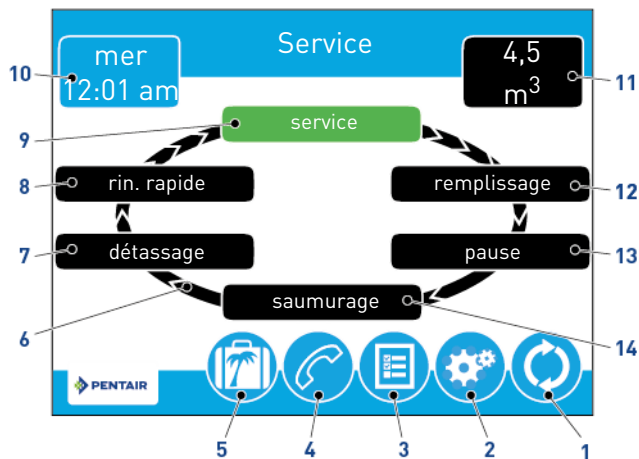 Service
mer
12:01 am
4,5
m³
10
11
service
9
rin. rapide
remplissage
8
12
détassage
pause
7
13
saumurage
6
14
PENTAIR
5
4
3
2
1